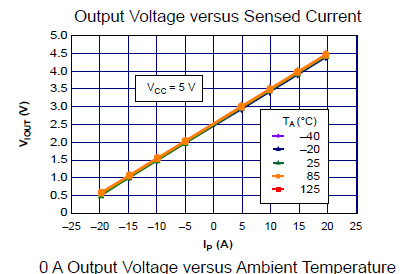 Output Voltage versus Sensed Current
5.0
4.5
4.0
3.5
3.0
2.5
2.0
1.5
1.0
0.5
0
VIOUT (V)
VCC = 5 V
TA (°C)
–40
–20
25
85
125
–25 –20 –15 –10 –5 0 5 10 15 20 25
IP (A)
0 A Output Voltage versus Ambient Temperature